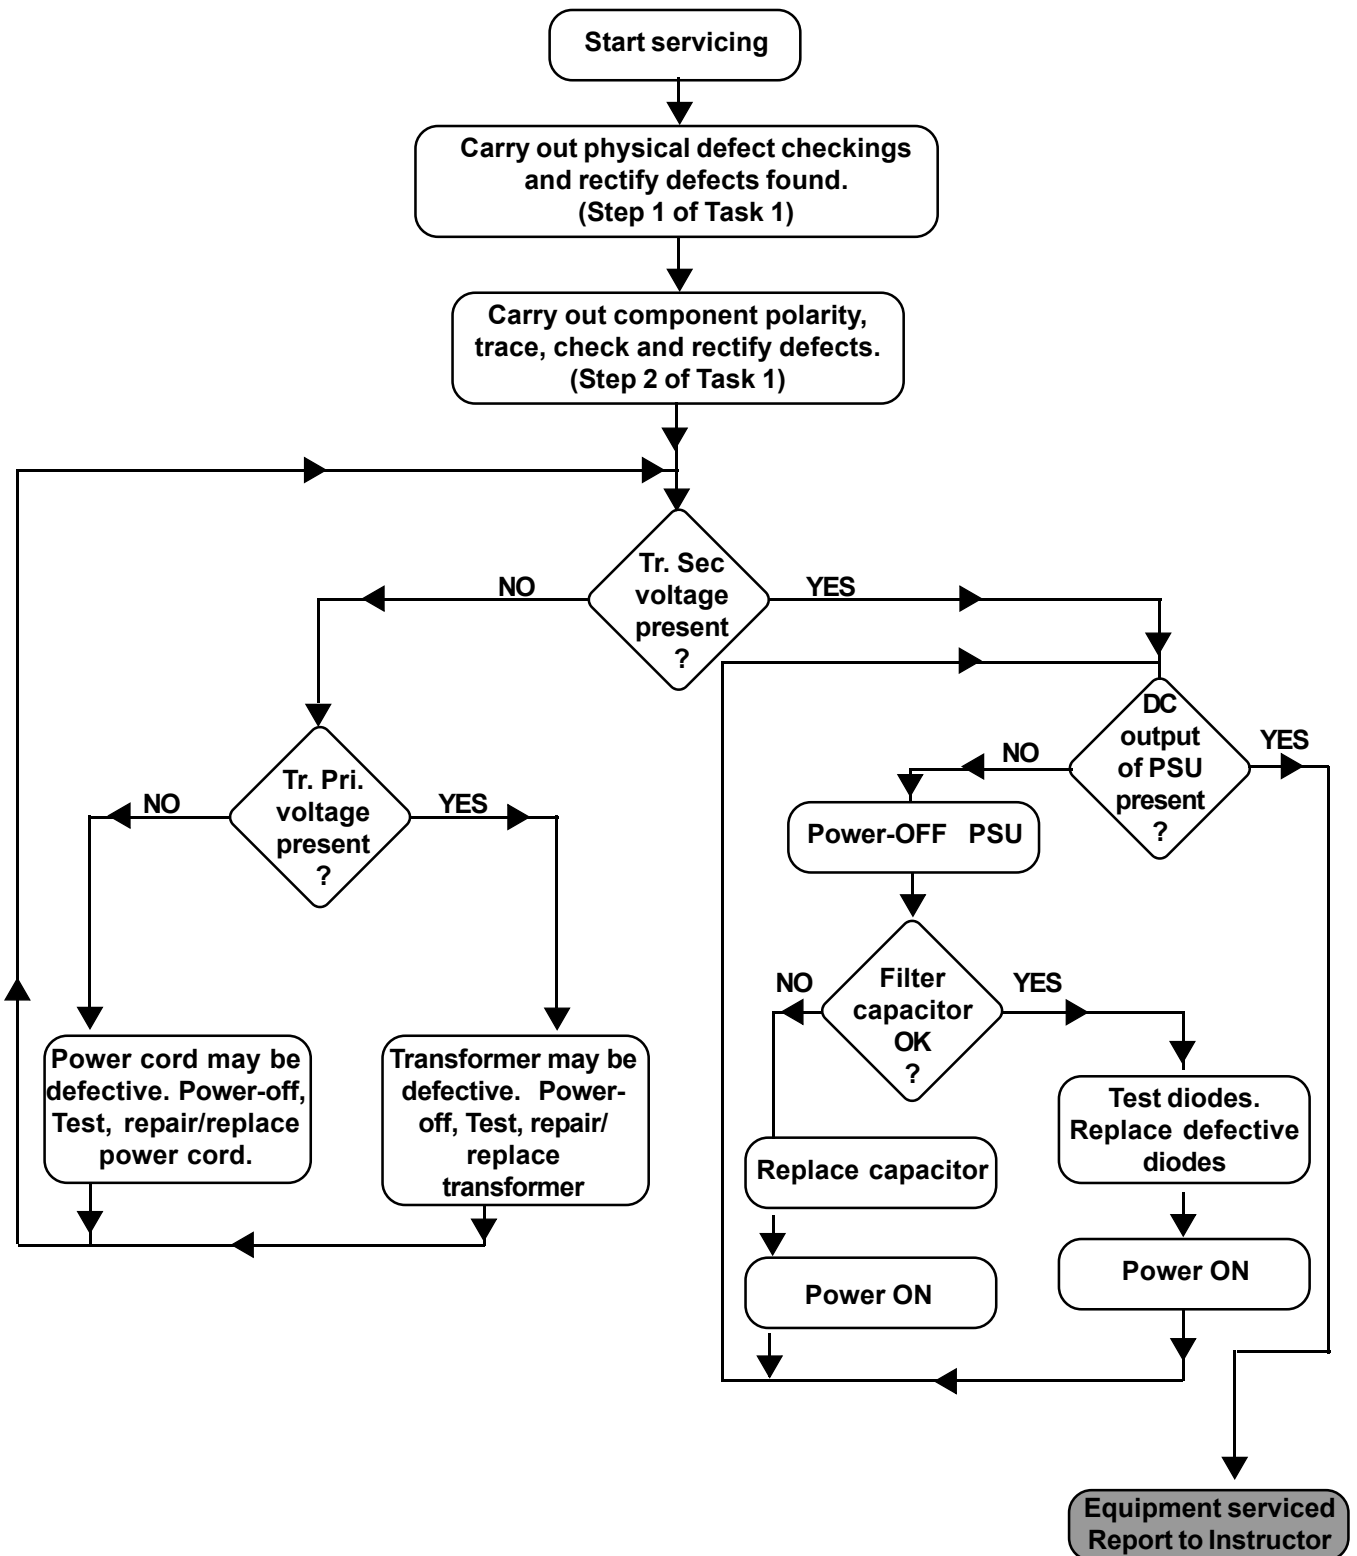 Start servicing
Carry out physical defect checkings
and rectify defects found.
(Step 1 of Task 1)
Carry out component polarity,
trace, check and rectify defects.
(Step 2 of Task 1)
Tr. Sec
voltage
present
?
NO
YES
Tr. Pri.
voltage
present
?
NO
YES
Power cord may be
defective. Power-off,
Test, repair/replace
power cord.
Transformer may be
defective. Power-
off, Test, repair/
replace
transformer
DC
output
of PSU
present
?
NO
YES
Power-OFF PSU
Filter
capacitor
OK
?
NO
YES
Replace capacitor
Power ON
Test diodes.
Replace defective
diodes
Power ON
Equipment serviced
Report to Instructor